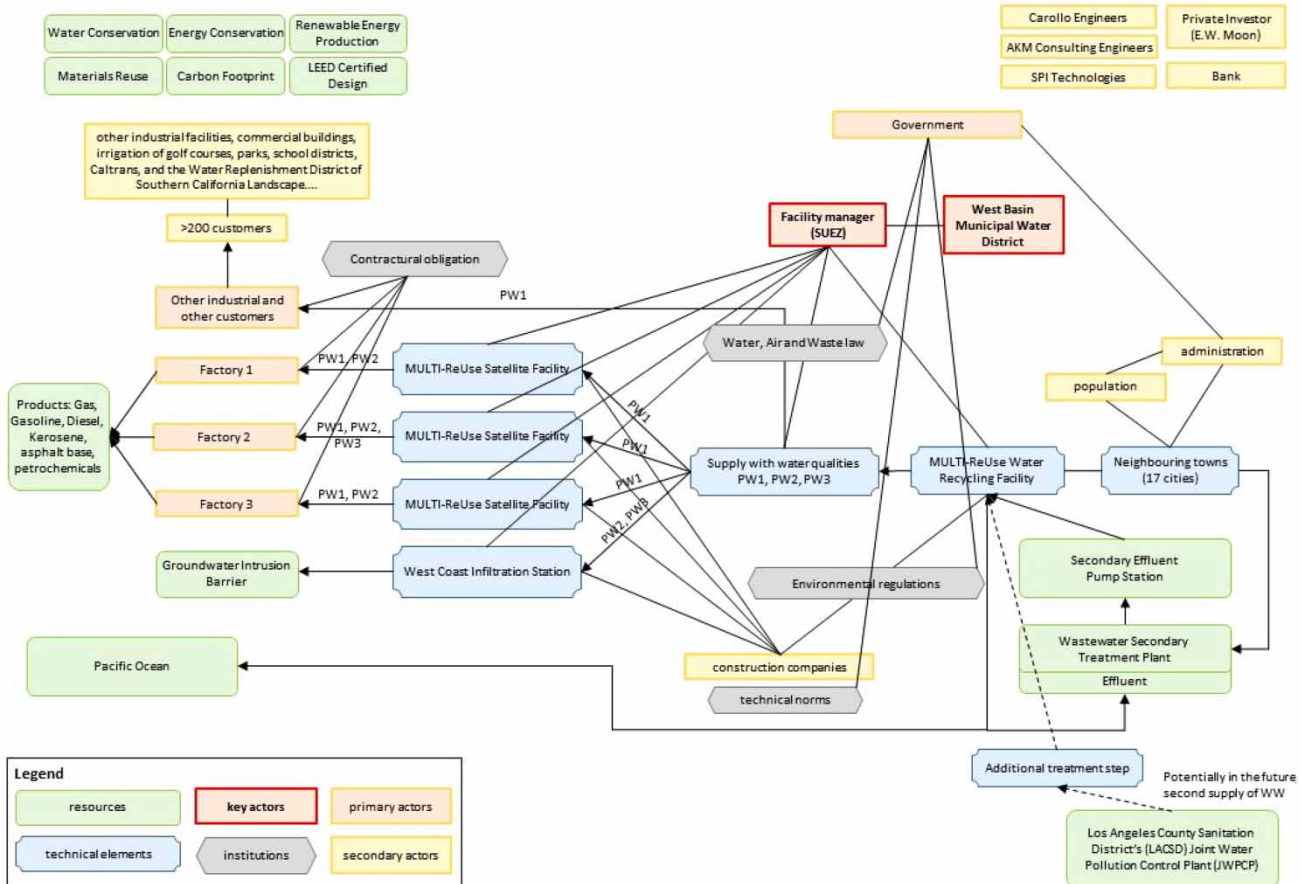 Water Conservation
Energy Conservation
Renewable Energy
Production
Materials Reuse
Carbon Footprint
LEED Certified
Design
Carollo Engineers
Private Investor
(E.W. Moon)
AKM Consulting Engineers
SPI Technologies
Bank
other industrial facilities, commercial buildings,
irrigation of golf courses, parks, school districts,
Caltrans, and the Water Replenishment District of
Southern California Landscape....
>200 customers
Government
Facility manager
(SUEZ)
West Basin
Municipal Water
District
Contractural obligation
Other industrial and
other customers
PW1
Water, Air and Waste law
administration
population
Factory 1
PW1, PW2
MULTI-ReUse Satellite Facility
PW1
Products: Gas,
Gasoline, Diesel,
Kerosene,
asphalt base,
petrochemicals
Factory 2
PW1, PW2,
PW3
MULTI-ReUse Satellite Facility
PW1
Supply with water qualities
PW1, PW2, PW3
MULTI-ReUse Water
Recycling Facility
Neighbouring towns
(17 cities)
Factory 3
PW1, PW2
MULTI-ReUse Satellite Facility
PW1
PW2, PW3
Groundwater Intrusion
Barrier
West Coast Infiltration Station
Environmental regulations
Secondary Effluent
Pump Station
Wastewater Secondary
Treatment Plant
Effluent
Pacific Ocean
construction companies
technical norms
Additional treatment step
Potentially in the future,
second supply of WW
Los Angeles County Sanitation
District's (LACSD) Joint Water
Pollution Control Plant (JWPCP)
Legend
resources
key actors
primary actors
technical elements
institutions
secondary actors